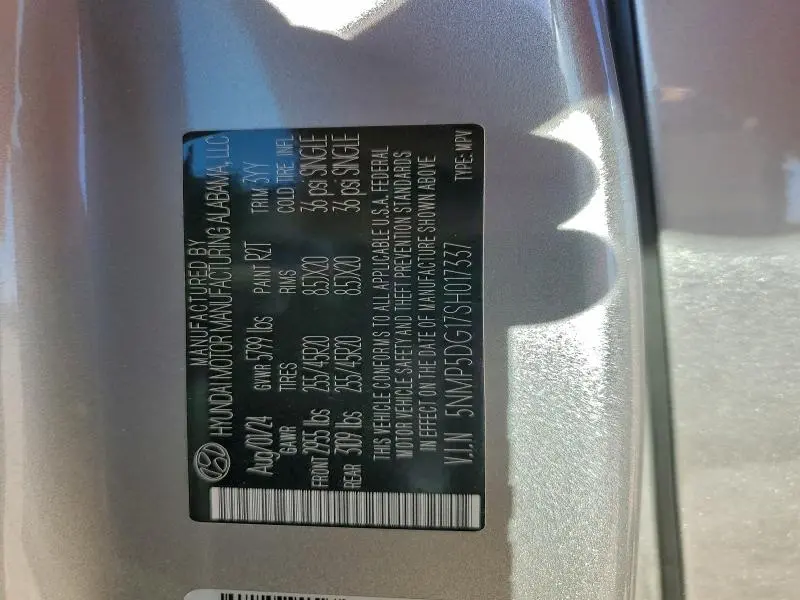 MANUFACTURED BY
HYUNDAI MOTOR MANUFACTURING ALABAMA, LLC
Aug/01/24 GVWR 5799 lbs PAINT R2T TRIM 3YY
GAWR TIRES RIMS COLD TIRE INFL
FRONT 2955 lbs 255/45R20 8.5JX20 36 psi SINGLE
REAR 3109 lbs 255/45R20 8.5JX20 36 psi SINGLE
THIS VEHICLE CONFORMS TO ALL APPLICABLE U.S.A. FEDERAL
MOTOR VEHICLE SAFETY AND THEFT PREVENTION STANDARDS
IN EFFECT ON THE DATE OF MANUFACTURE SHOWN ABOVE
V.I.N 5NMP5DG17SH017337 TYPE: MPV